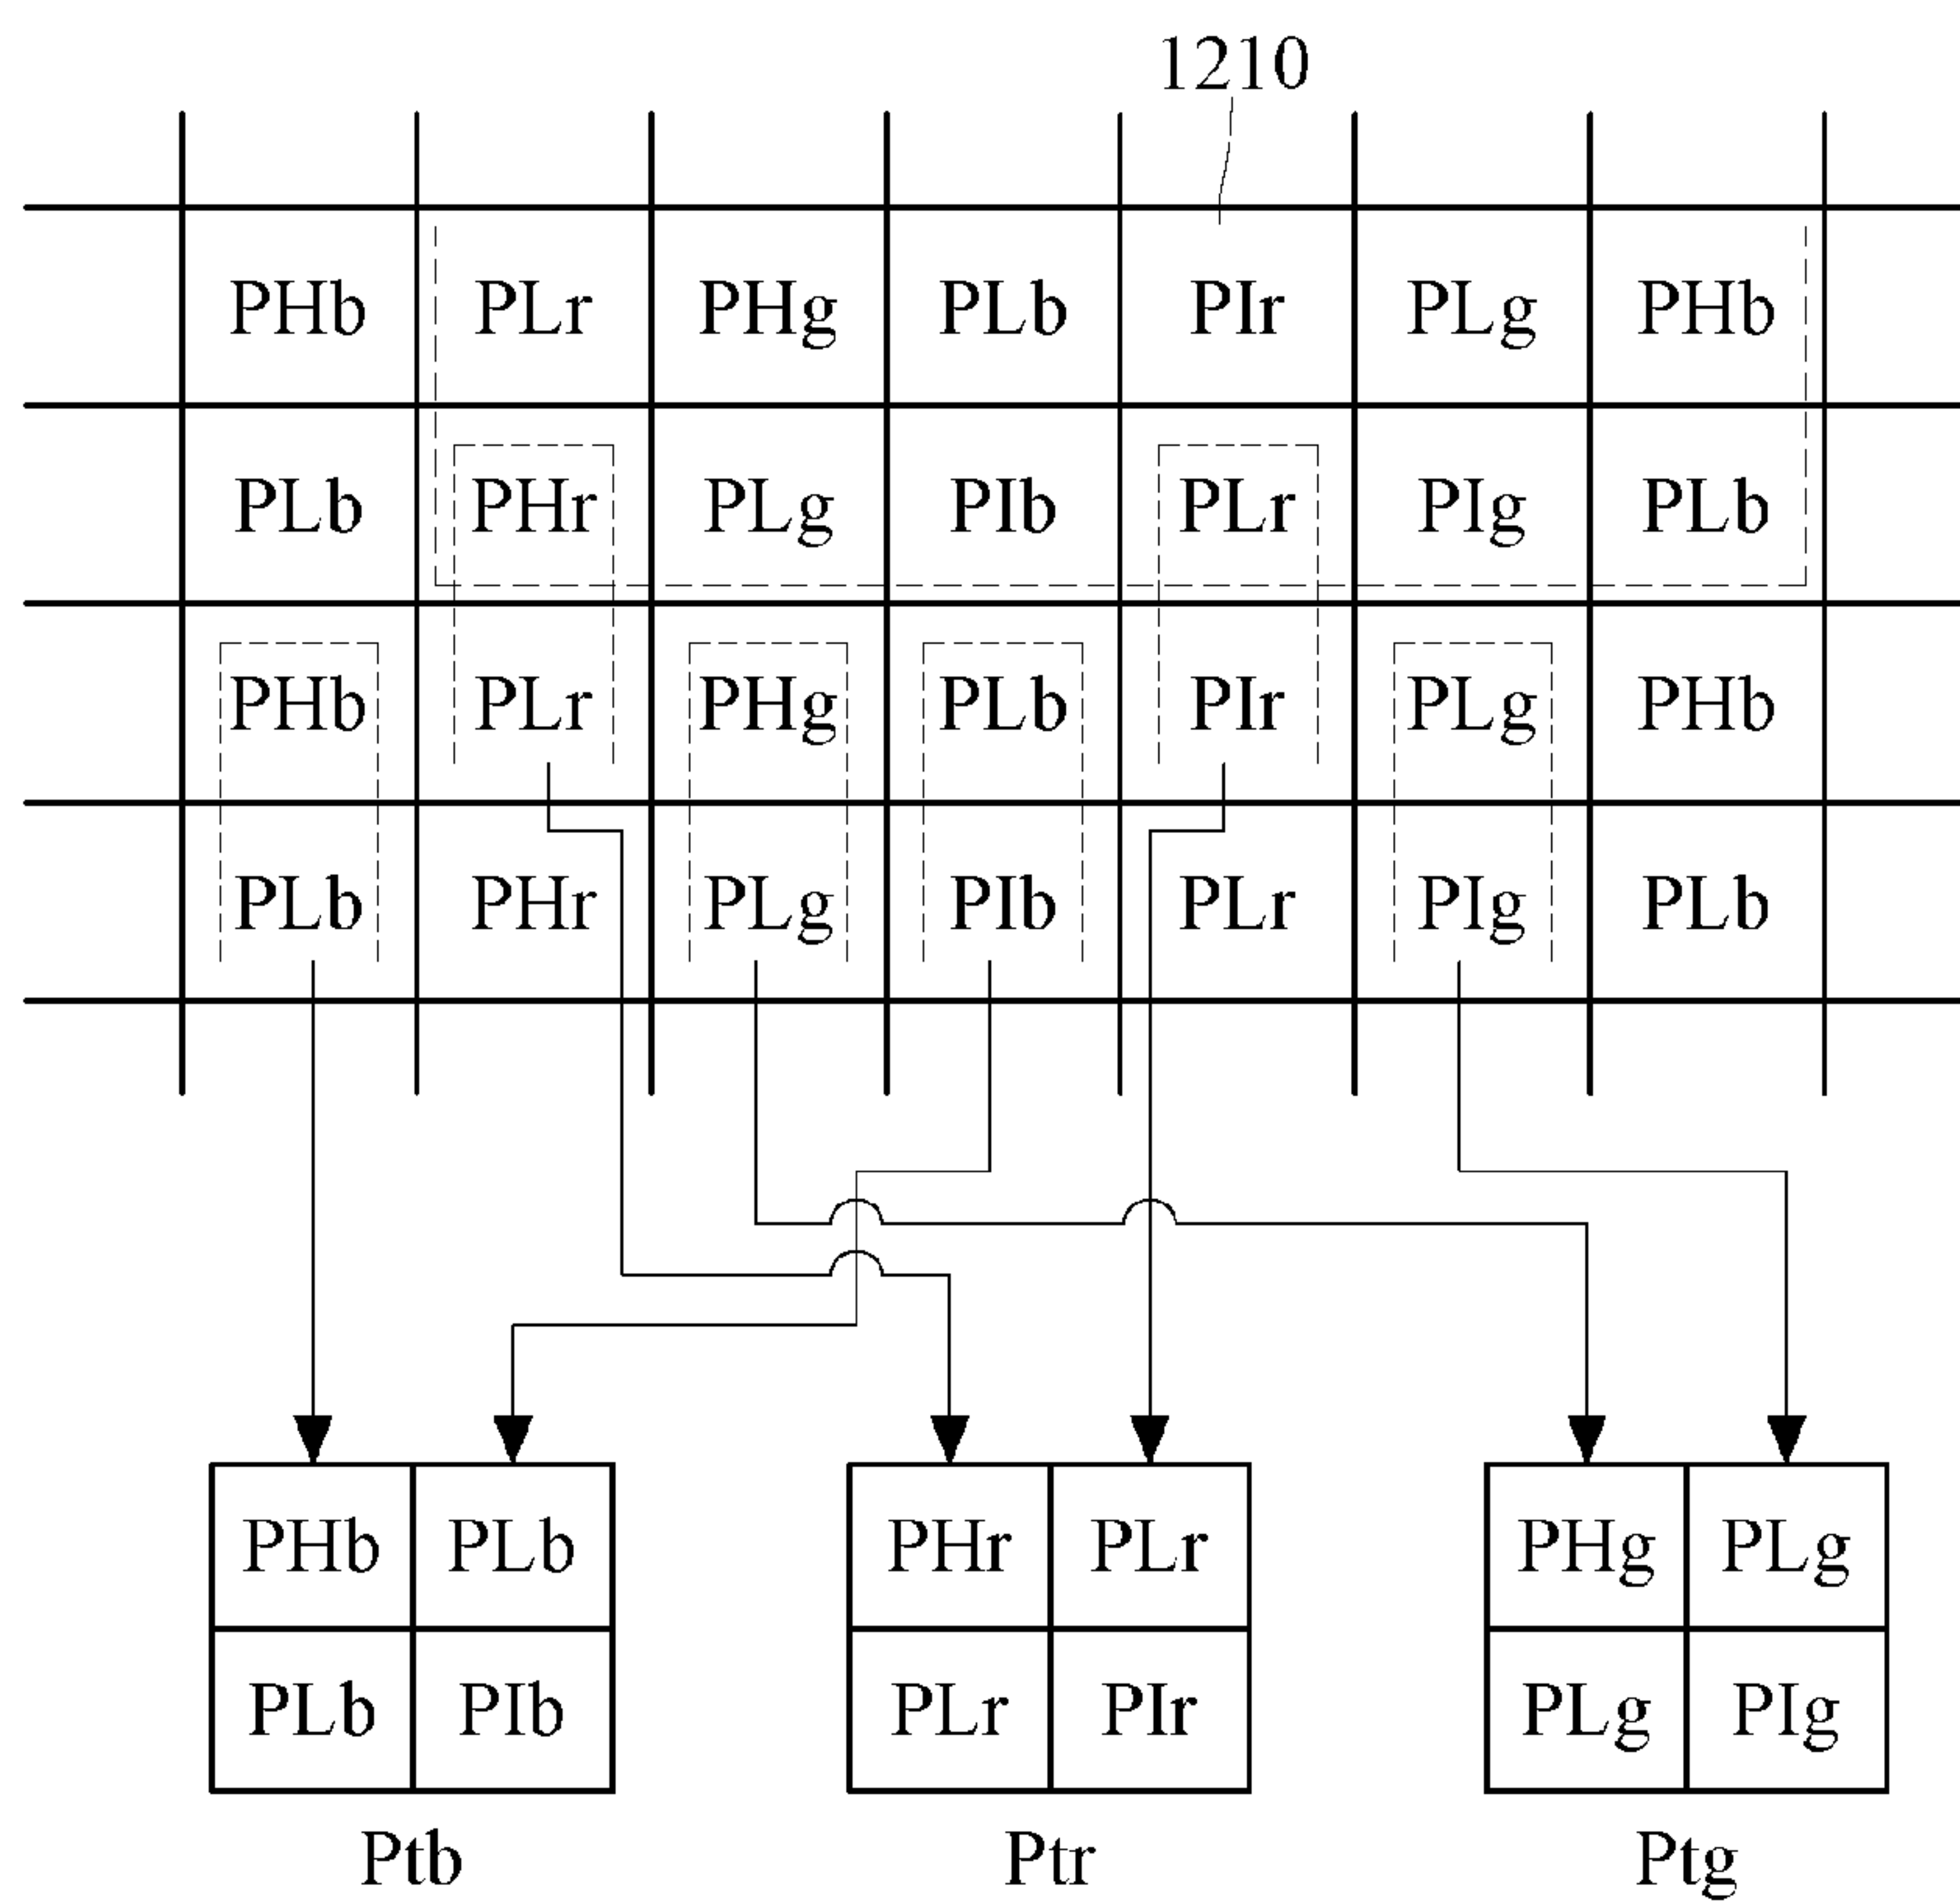 1210
PHb PLr PHg PLb PIr PLg PHb
PLb PHr PLg PIb PLr PIg PLb
PHb PLr PHg PLb PIr PLg PHb
PLb PHr PLg PIb PLr PIg PLb
PHb PLb PHr PLr PHg PLg
PLb PIb PLr PIr PLg PIg
Ptb Ptr Ptg